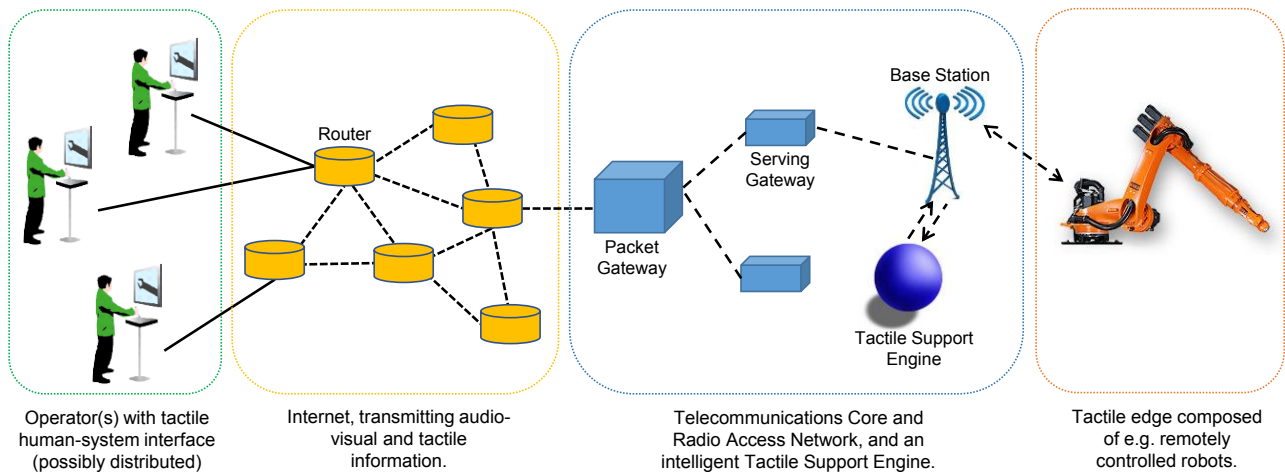 Router
Base Station
Serving
Gateway
Packet
Gateway
Tactile Support
Engine
Operator(s) with tactile
human-system interface
(possibly distributed)
Internet, transmitting audio-
visual and tactile
information.
Telecommunications Core and
Radio Access Network, and an
intelligent Tactile Support Engine.
Tactile edge composed
of e.g. remotely
controlled robots.